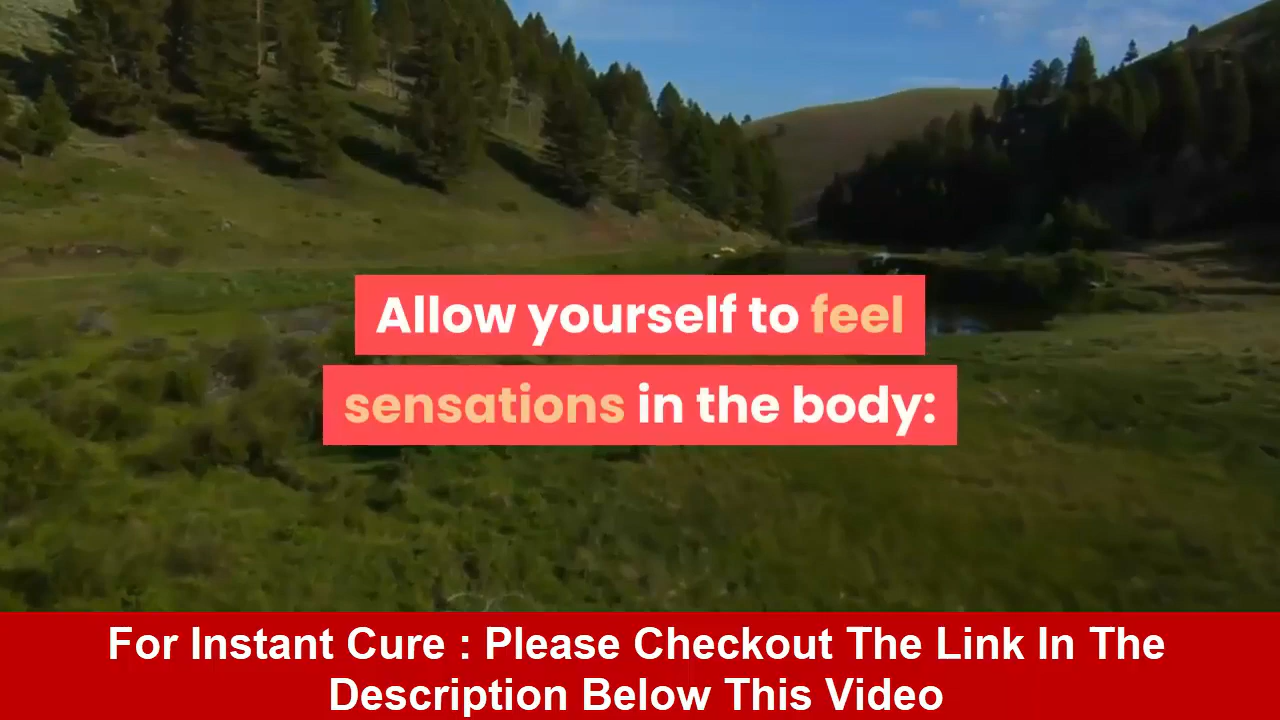 Allow yourself to feel
sensations in the body:
For Instant Cure : Please Checkout The Link In The
Description Below This Video